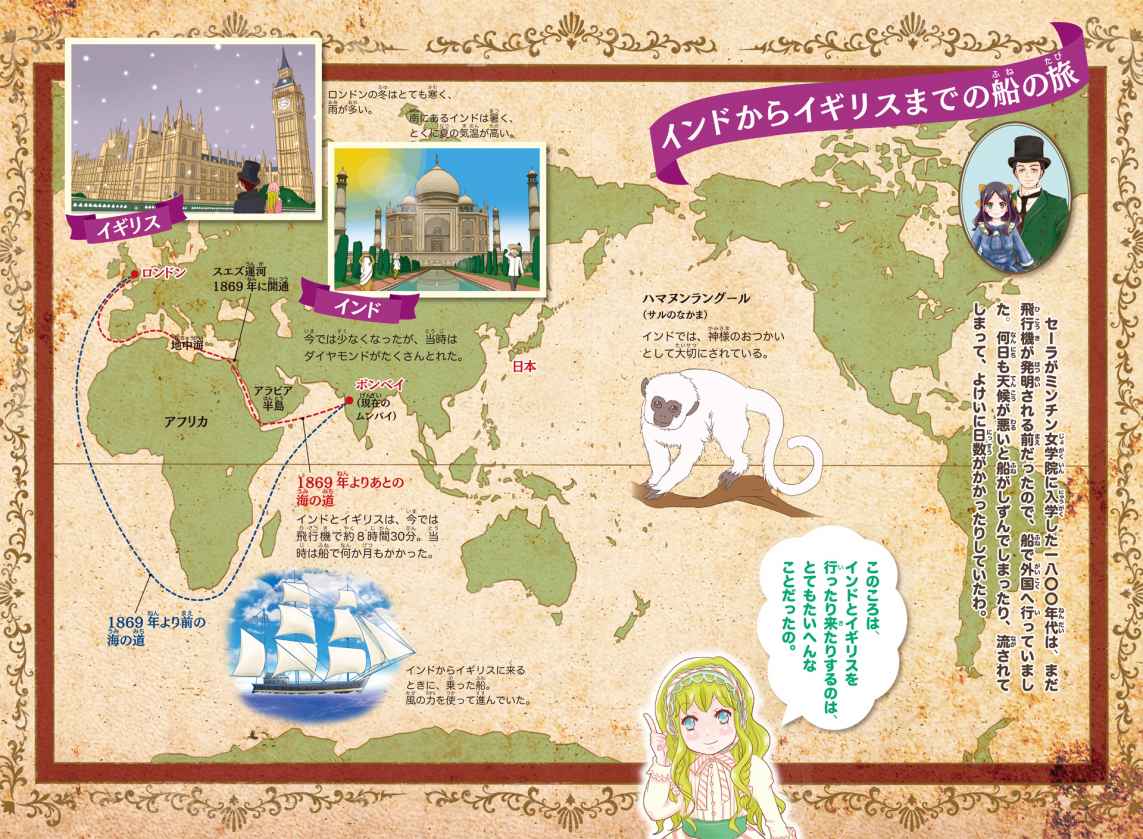 インドからイギリスまでの船の旅
セーラがミンチン女学院に入学した一八〇〇年代は、まだ
飛行機が発明される前だったので、船で外国へ行っていまし
た。何日も天候が悪いと船がしずんでしまったり、流されて
しまって、よけいに日数がかかったりしていたわ。
ロンドンの冬はとても寒く、
雨が多い。
イギリス
南にあるインドは暑く、
とくに夏の気温が高い。
インド
今では少なくなったが、当時は
ダイヤモンドがたくさんとれた。
ロンドン
スエズ運河
1869年に開通
地中海
アラビア
半島
アフリカ
ボンベイ
(現在の
ムンバイ)
日本
ハマヌンラングール
(サルのなかま)
インドでは、神様のおつかい
として大切にされている。
1869年よりあとの
海の道
インドとイギリスは、今では
飛行機で約8時間30分。当
時は船で何か月もかかった。
1869年より前の
海の道
インドからイギリスに来る
ときに、乗った船。
風の力を使って進んでいた。
このころは、
インドとイギリスを
行ったり来たりするのは、
とてもたいへんな
ことだったの。